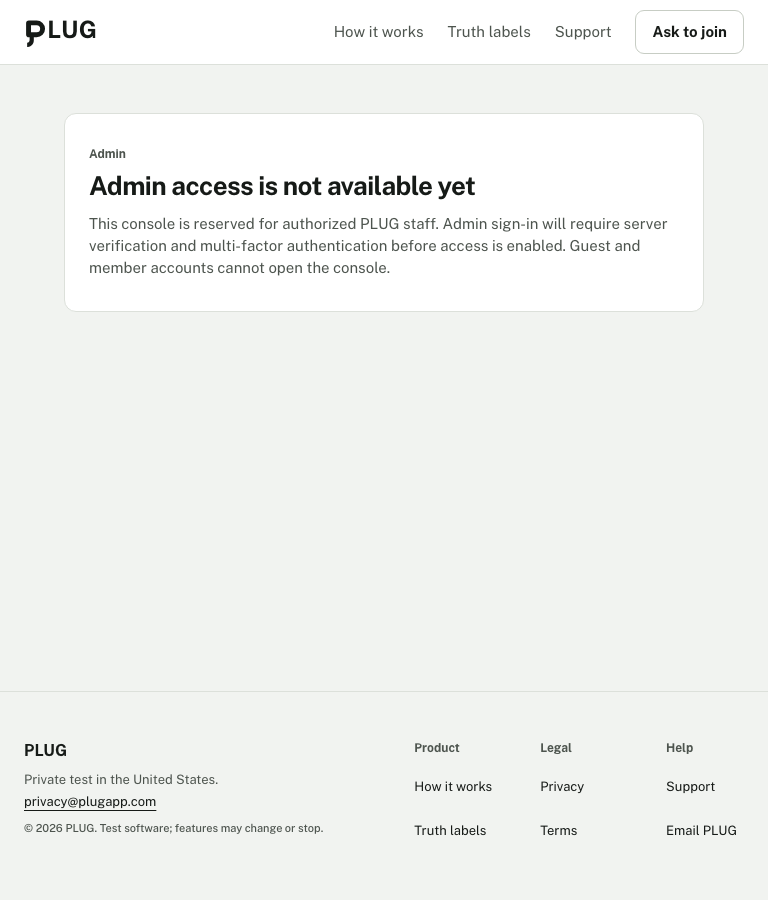 PLUG
How it works
Truth labels
Support
Ask to join
Admin
Admin access is not available yet
This console is reserved for authorized PLUG staff. Admin sign-in will require server
verification and multi-factor authentication before access is enabled. Guest and
member accounts cannot open the console.
PLUG
Private test in the United States.
privacy@plugapp.com
© 2026 PLUG. Test software; features may change or stop.
Product
How it works
Truth labels
Legal
Privacy
Terms
Help
Support
Email PLUG